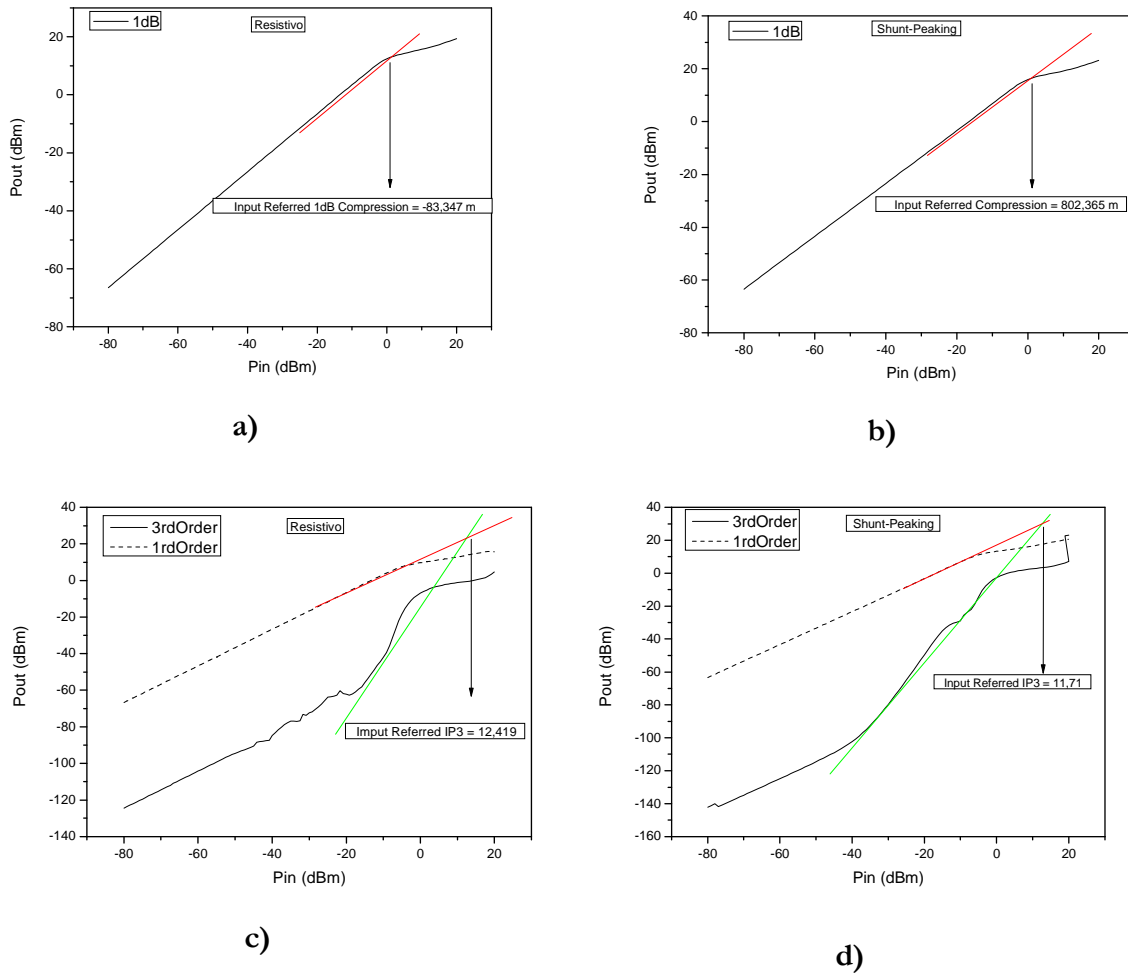 a)
1dB
Resistivo
Pout (dBm)
20
0
-20
-40
-60
-80
Input Referred 1dB Compression = -83,347 m
-80 -60 -40 -20 0 20
Pin (dBm)
b)
1dB
Shunt-Peaking
Pout (dBm)
40
20
0
-20
-40
-60
-80
Input Referred Compression = 802,365 m
-80 -60 -40 -20 0 20
Pin (dBm)
c)
3rdOrder
1rdOrder
Resistivo
Pout (dBm)
40
20
0
-20
-40
-60
-80
-100
-120
-140
Imput Referred IP3 = 12,419
-80 -60 -40 -20 0 20
Pin (dBm)
d)
3rdOrder
1rdOrder
Shunt-Peaking
Pout (dBm)
40
20
0
-20
-40
-60
-80
-100
-120
-140
-160
Input Referred IP3 = 11,71
-80 -60 -40 -20 0 20
Pin (dBm)